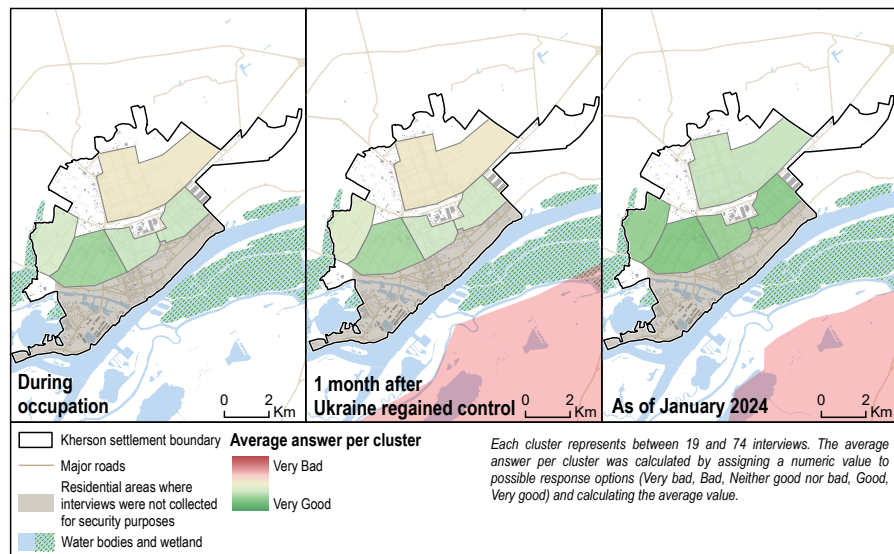 During
occupation
0 2
Km
1 month after
Ukraine regained control
0 2
Km
As of January 2024
0 2
Km
Kherson settlement boundary
Major roads
Residential areas where
interviews were not collected
for security purposes
Water bodies and wetland
Average answer per cluster
Very Bad
Very Good
Each cluster represents between 19 and 74 interviews. The average
answer per cluster was calculated by assigning a numeric value to
possible response options (Very bad, Bad, Neither good nor bad, Good,
Very good) and calculating the average value.